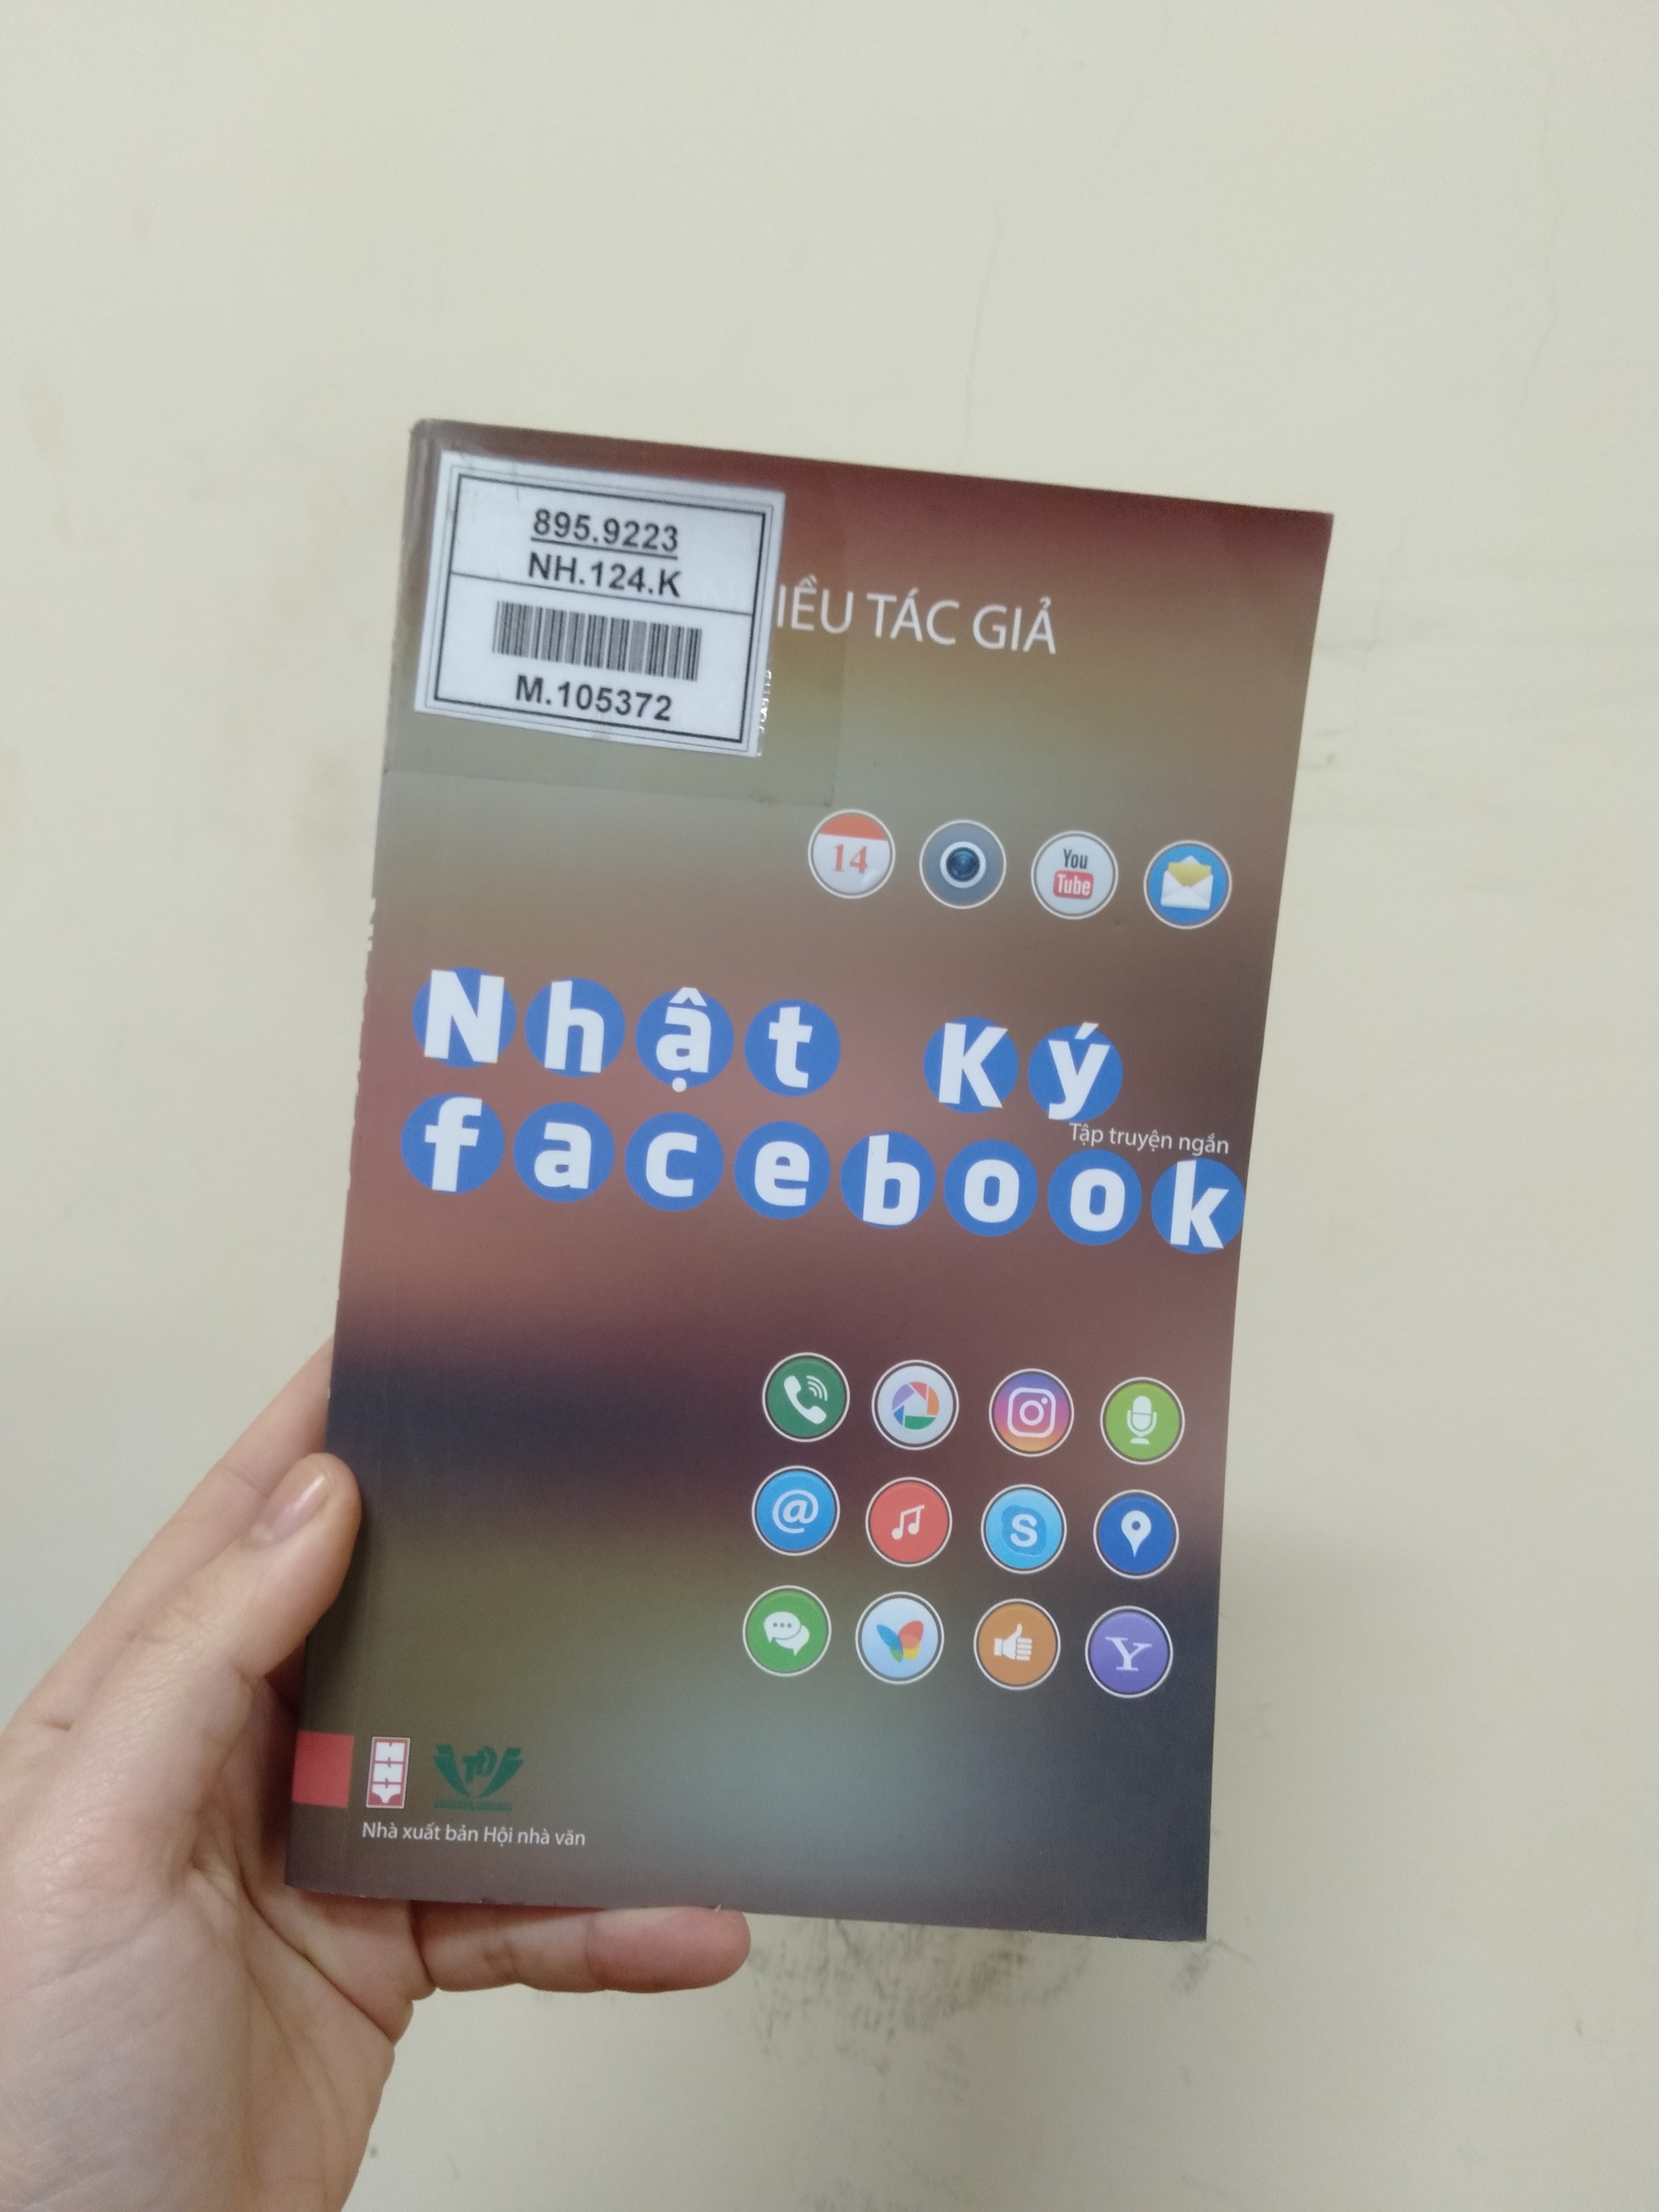 895.9223
NH.124.K
M.105372
IỀU TÁC GIẢ
14
You
Tube
Nhật Ký
Tập truyện ngắn
facebook
@
S
Y
Nhà xuất bản Hội nhà văn